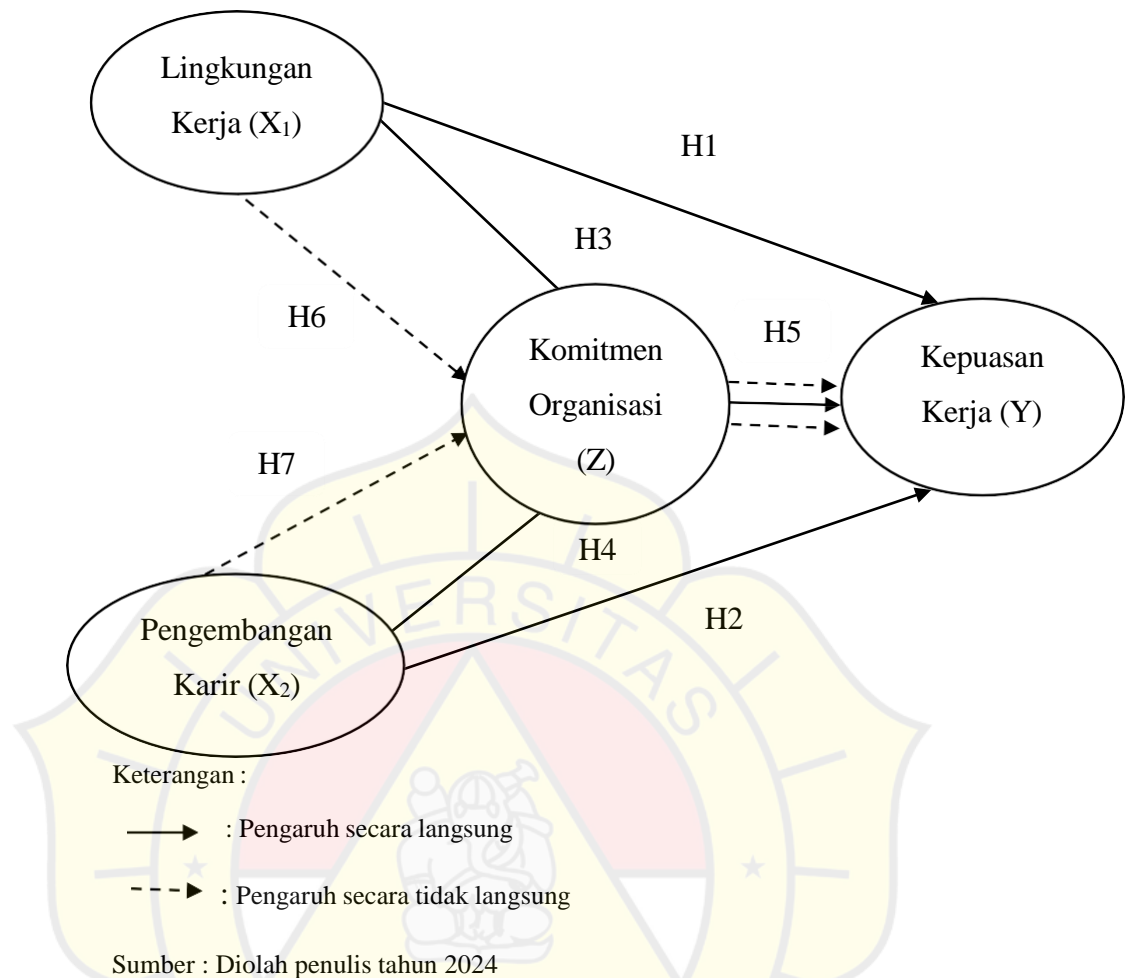 Lingkungan
Kerja (X₁)
H1
H3
H6
Komitmen
Organisasi
(Z)
H5
Kepuasan
Kerja (Y)
H7
H4
H2
Pengembangan
Karir (X₂)
UNIVERSITAS
Keterangan :
: Pengaruh secara langsung
: Pengaruh secara tidak langsung
Sumber : Diolah penulis tahun 2024